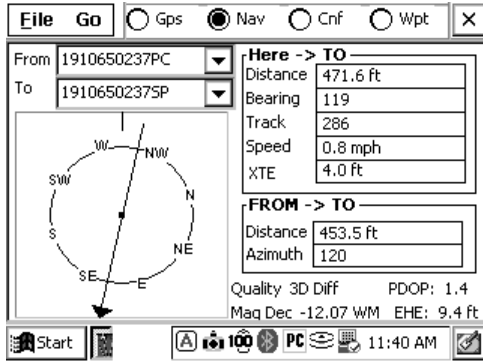 File Go Gps Nav Cnf Wpt
From 1910650237PC
To 1910650237SP
W
NW
N
NE
E
SE
S
SW
Here -> TO
Distance 471.6 ft
Bearing 119
Track 286
Speed 0.8 mph
XTE 4.0 ft
FROM -> TO
Distance 453.5 ft
Azimuth 120
Quality 3D Diff PDOP: 1.4
Mag Dec -12.07 WM EHE: 9.4 ft
Start A 100 PC 11:40 AM